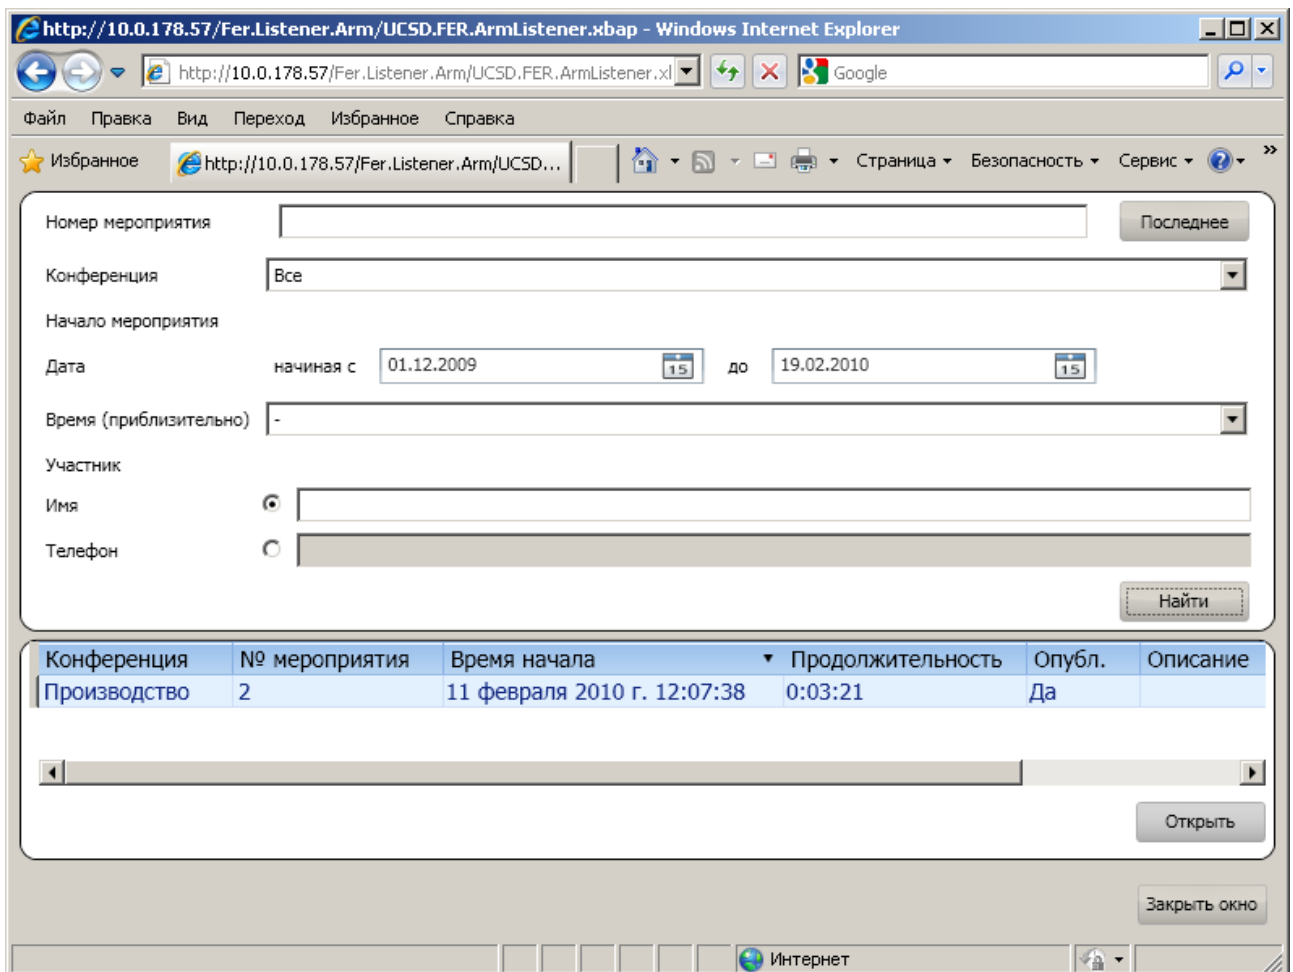 http://10.0.178.57/Fer.Listener.Arm/UCSD.FER.ArmListener.xbap - Windows Internet Explorer
http://10.0.178.57/Fer.Listener.Arm/UCSD.FER.ArmListener.xl Google
Файл Правка Вид Переход Избранное Справка
Избранное http://10.0.178.57/Fer.Listener.Arm/UCSD... Страница Безопасность Сервис »
Номер мероприятия Последнее
Конференция Все
Начало мероприятия
Дата начиная с 01.12.2009 15 до 19.02.2010 15
Время (приблизительно) -
Участник
Имя
Телефон
Найти
Конференция № мероприятия Время начала Продолжительность Опубл. Описание
Производство 2 11 февраля 2010 г. 12:07:38 0:03:21 Да
Открыть
Закрыть окно
Интернет